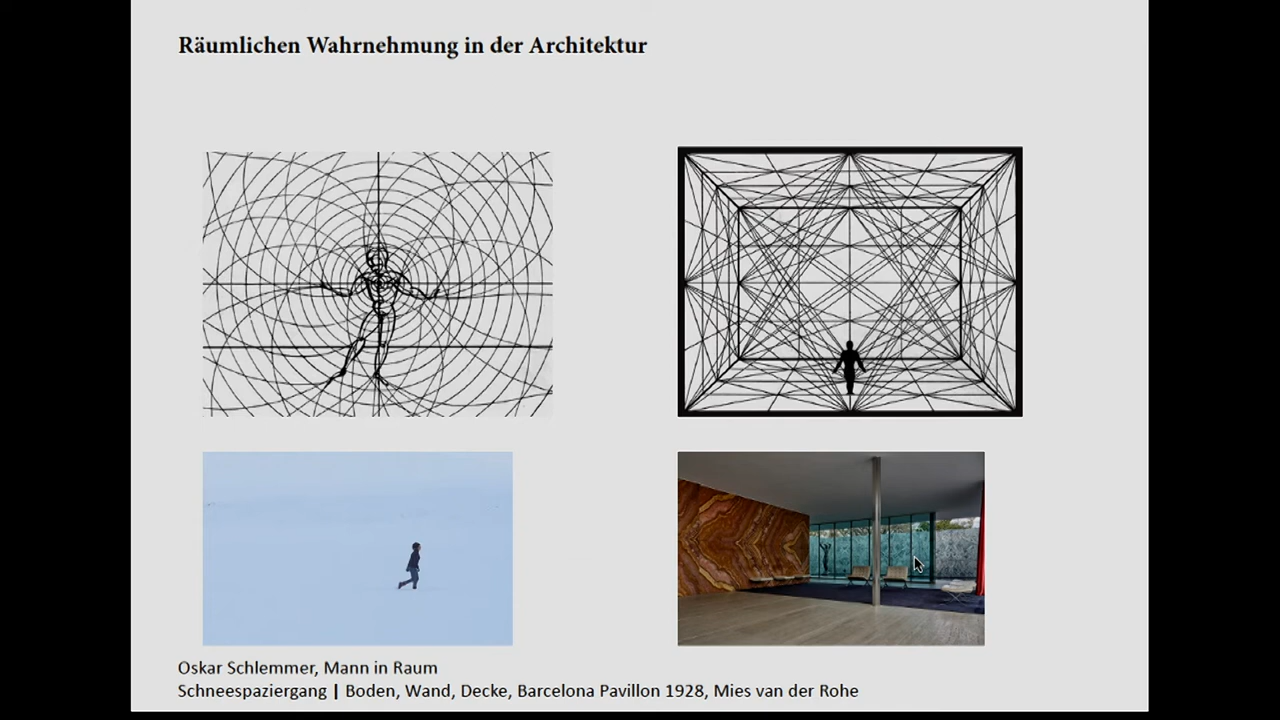 Räumlichen Wahrnehmung in der Architektur
Oskar Schlemmer, Mann in Raum
Schneespaziergang | Boden, Wand, Decke, Barcelona Pavillon 1928, Mies van der Rohe